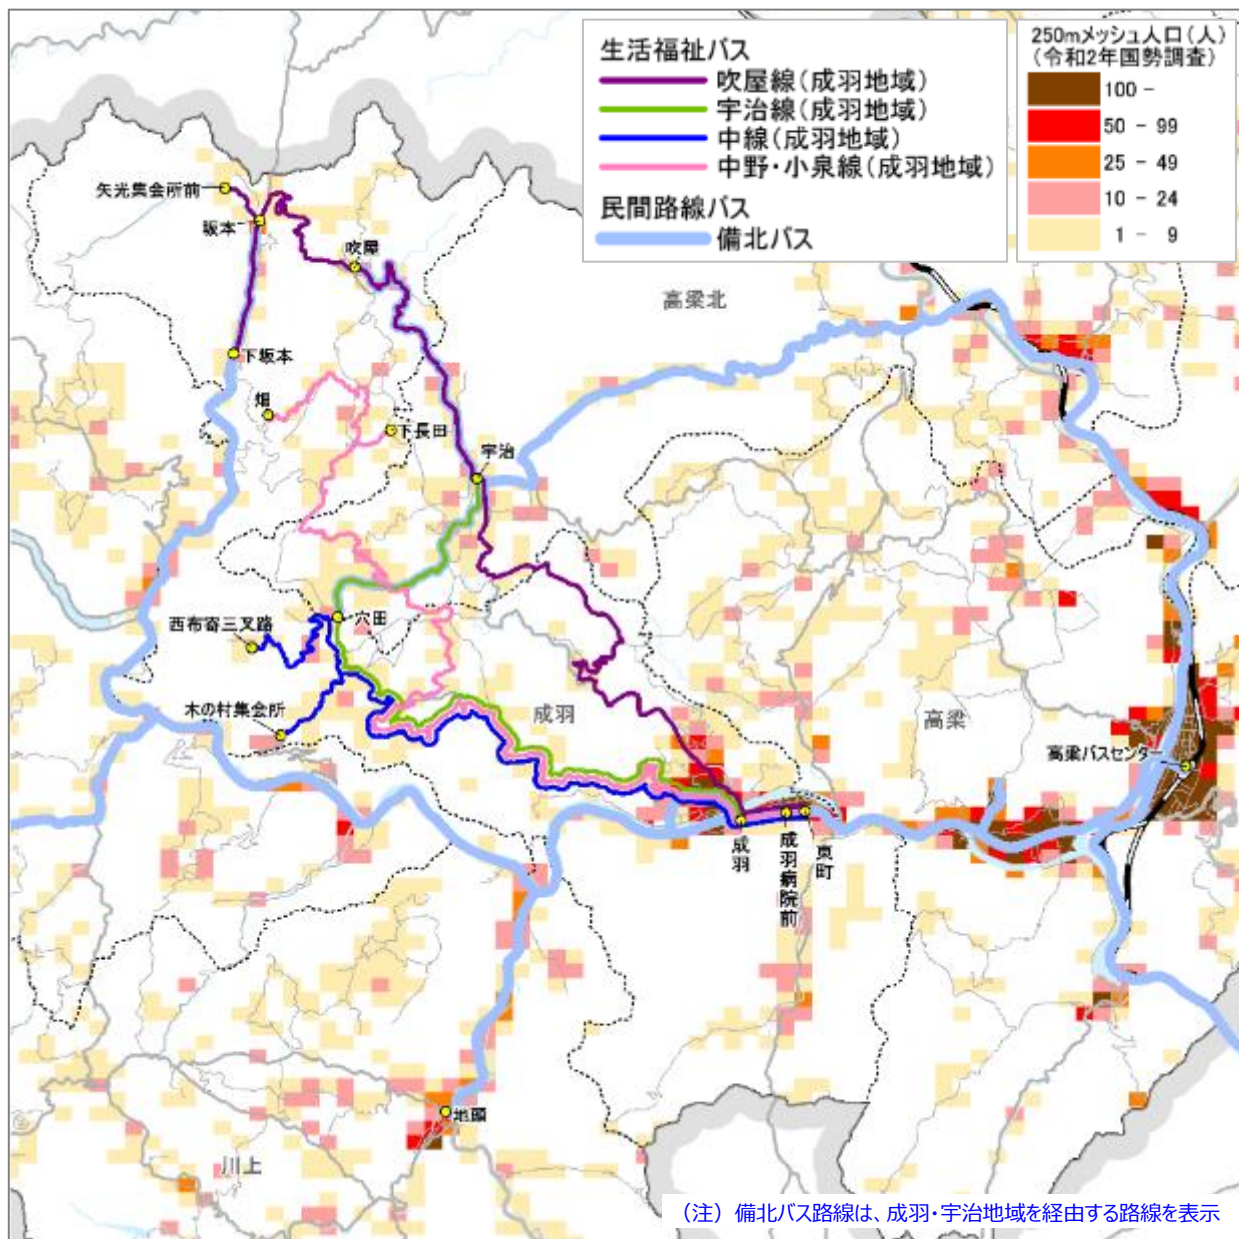 生活福祉バス
吹屋線(成羽地域)
宇治線(成羽地域)
中線(成羽地域)
中野・小泉線(成羽地域)
民間路線バス
備北バス
250mメッシュ人口(人)
(令和2年国勢調査)
100 -
50 - 99
25 - 49
10 - 24
1 - 9
矢光集会所前
坂本
吹屋
高梁北
下坂本
畑
下長田
宇治
穴田
西布寄三叉路
木の村集会所
成羽
高梁
高梁バスセンター
成羽
成羽病院前
東町
地頭
川上
(注)備北バス路線は、成羽・宇治地域を経由する路線を表示